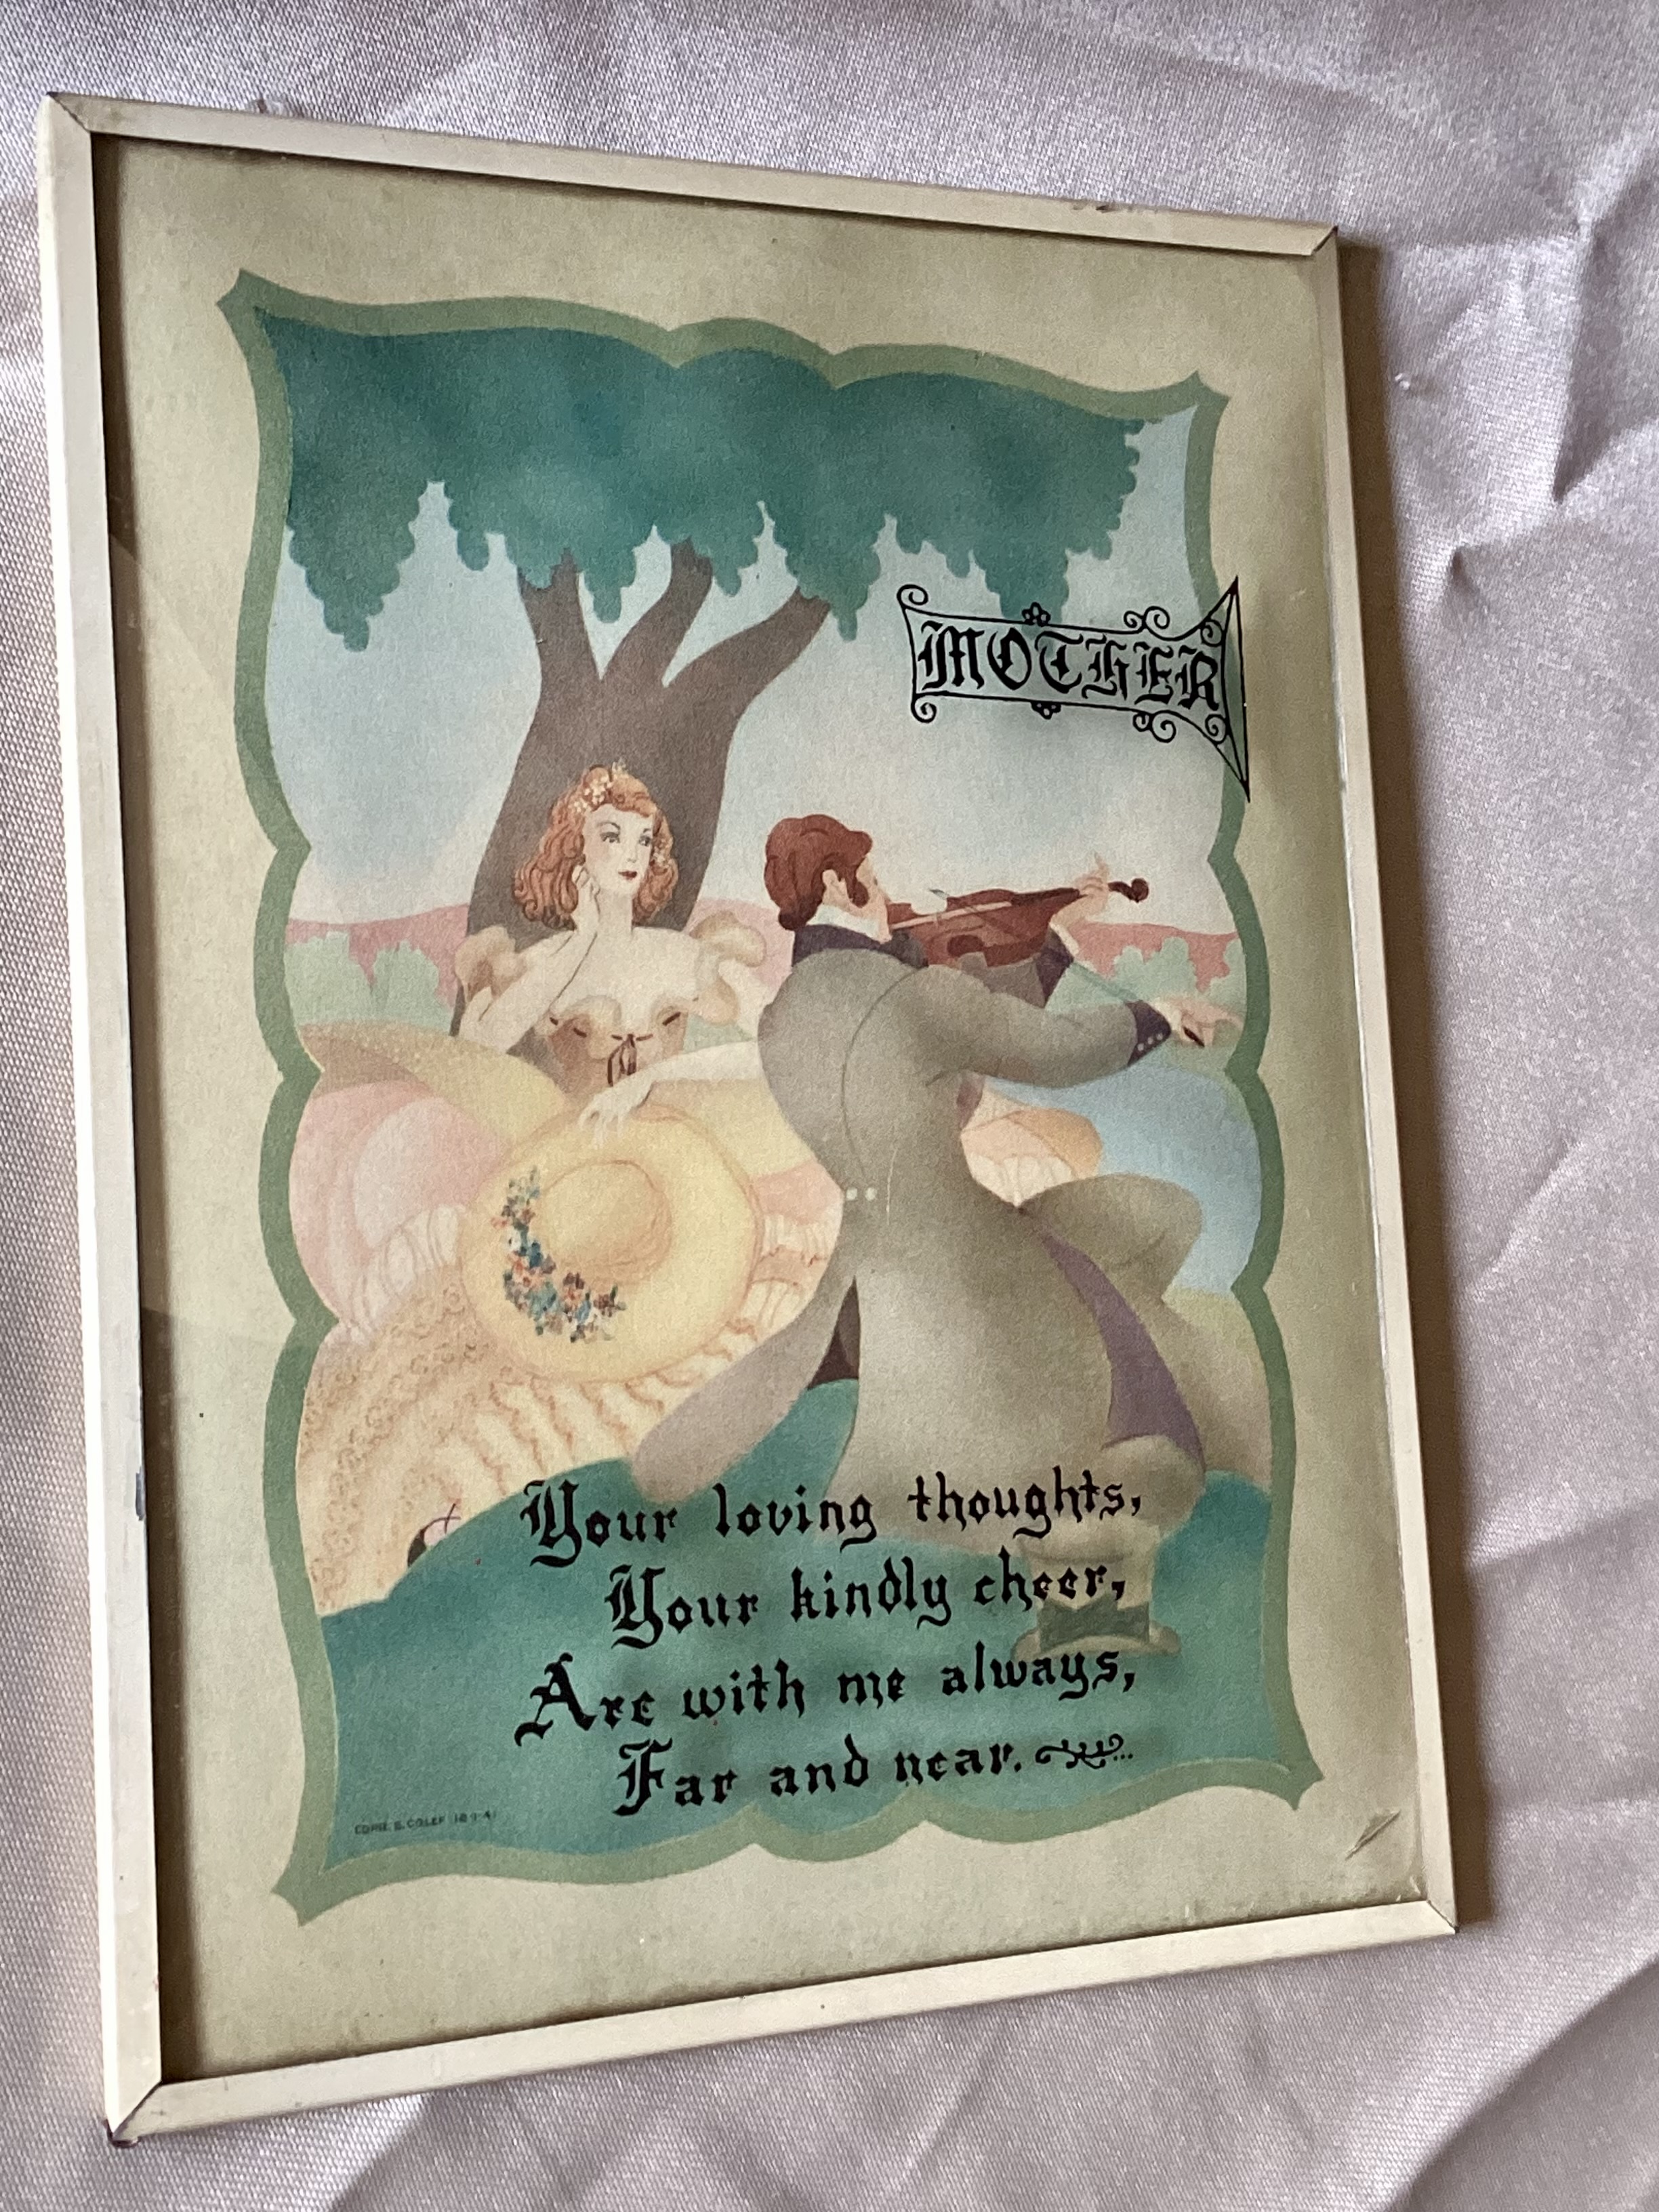 MOTHER
Your loving thoughts,
Your kindly cheer,
Are with me always,
Far and near.